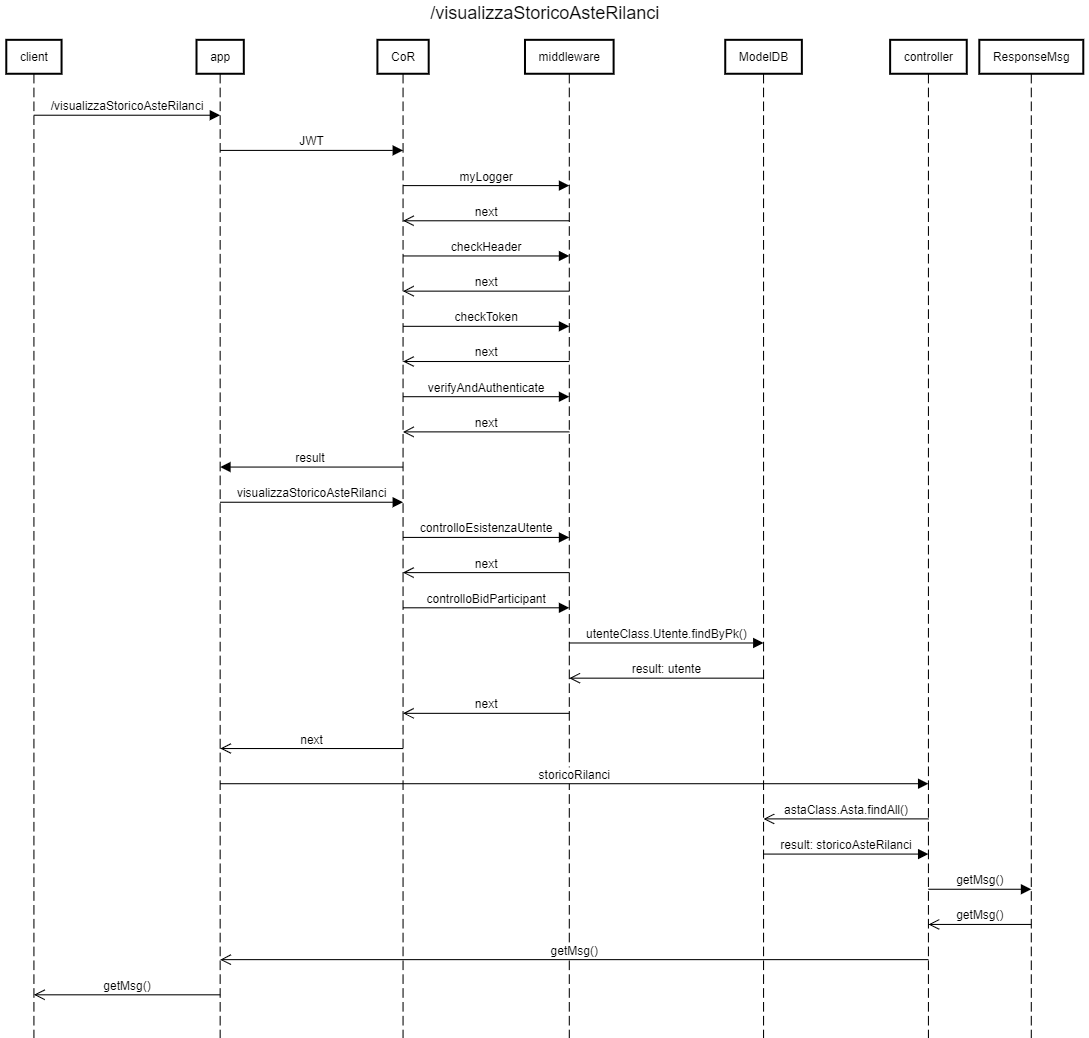 /visualizzaStoricoAsteRilanci
client
app
CoR
middleware
ModelDB
controller
ResponseMsg
/visualizzaStoricoAsteRilanci
JWT
myLogger
next
checkHeader
next
checkToken
next
verifyAndAuthenticate
next
result
visualizzaStoricoAsteRilanci
controlloEsistenzaUtente
next
controlloBidParticipant
utenteClass.Utente.findByPk()
result: utente
next
next
storicoRilanci
astaClass.Asta.findAll()
result: storicoAsteRilanci
getMsg()
getMsg()
getMsg()
getMsg()